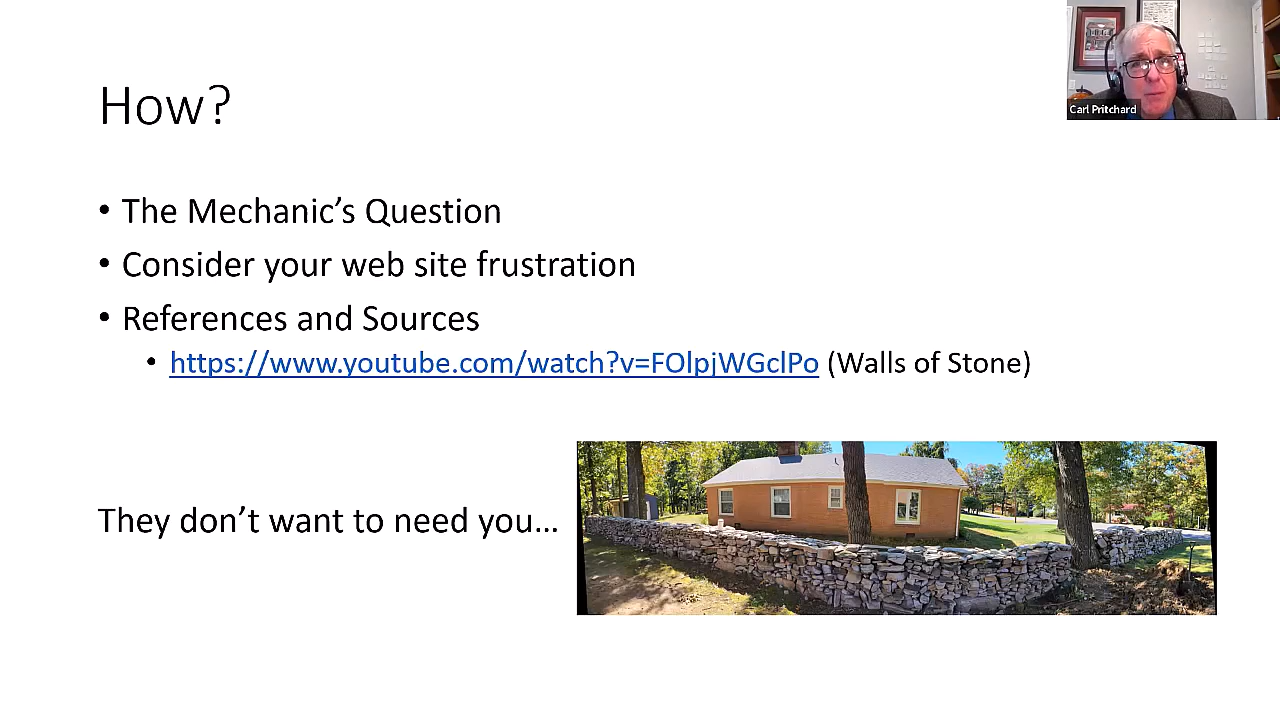 How?
Carl Pritchard
• The Mechanic’s Question
• Consider your web site frustration
• References and Sources
• https://www.youtube.com/watch?v=FOlpjWGclPo (Walls of Stone)
They don’t want to need you…